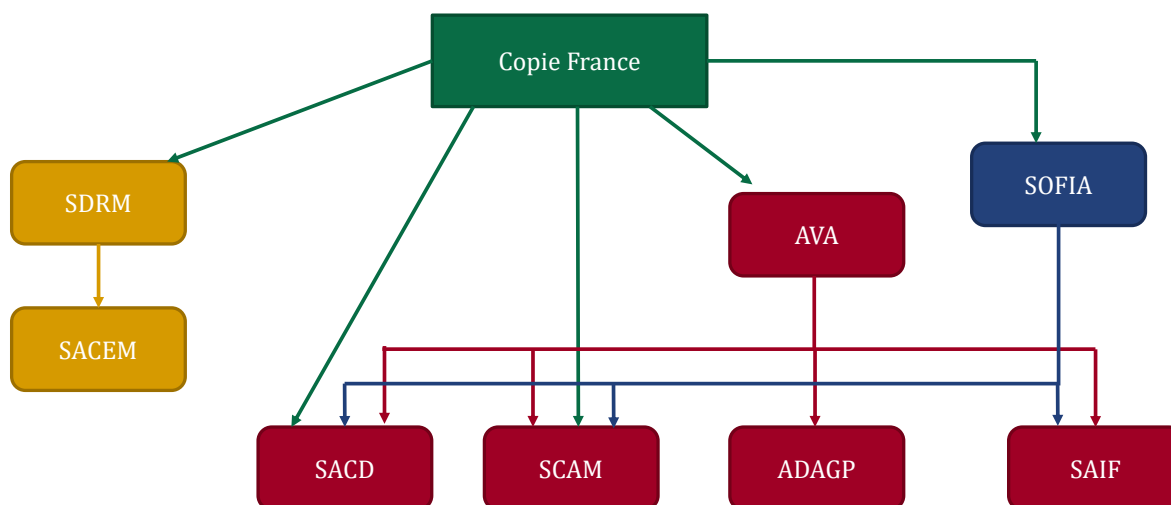 Copie France
SDRM
SOFIA
AVA
SACEM
SACD
SCAM
ADAGP
SAIF